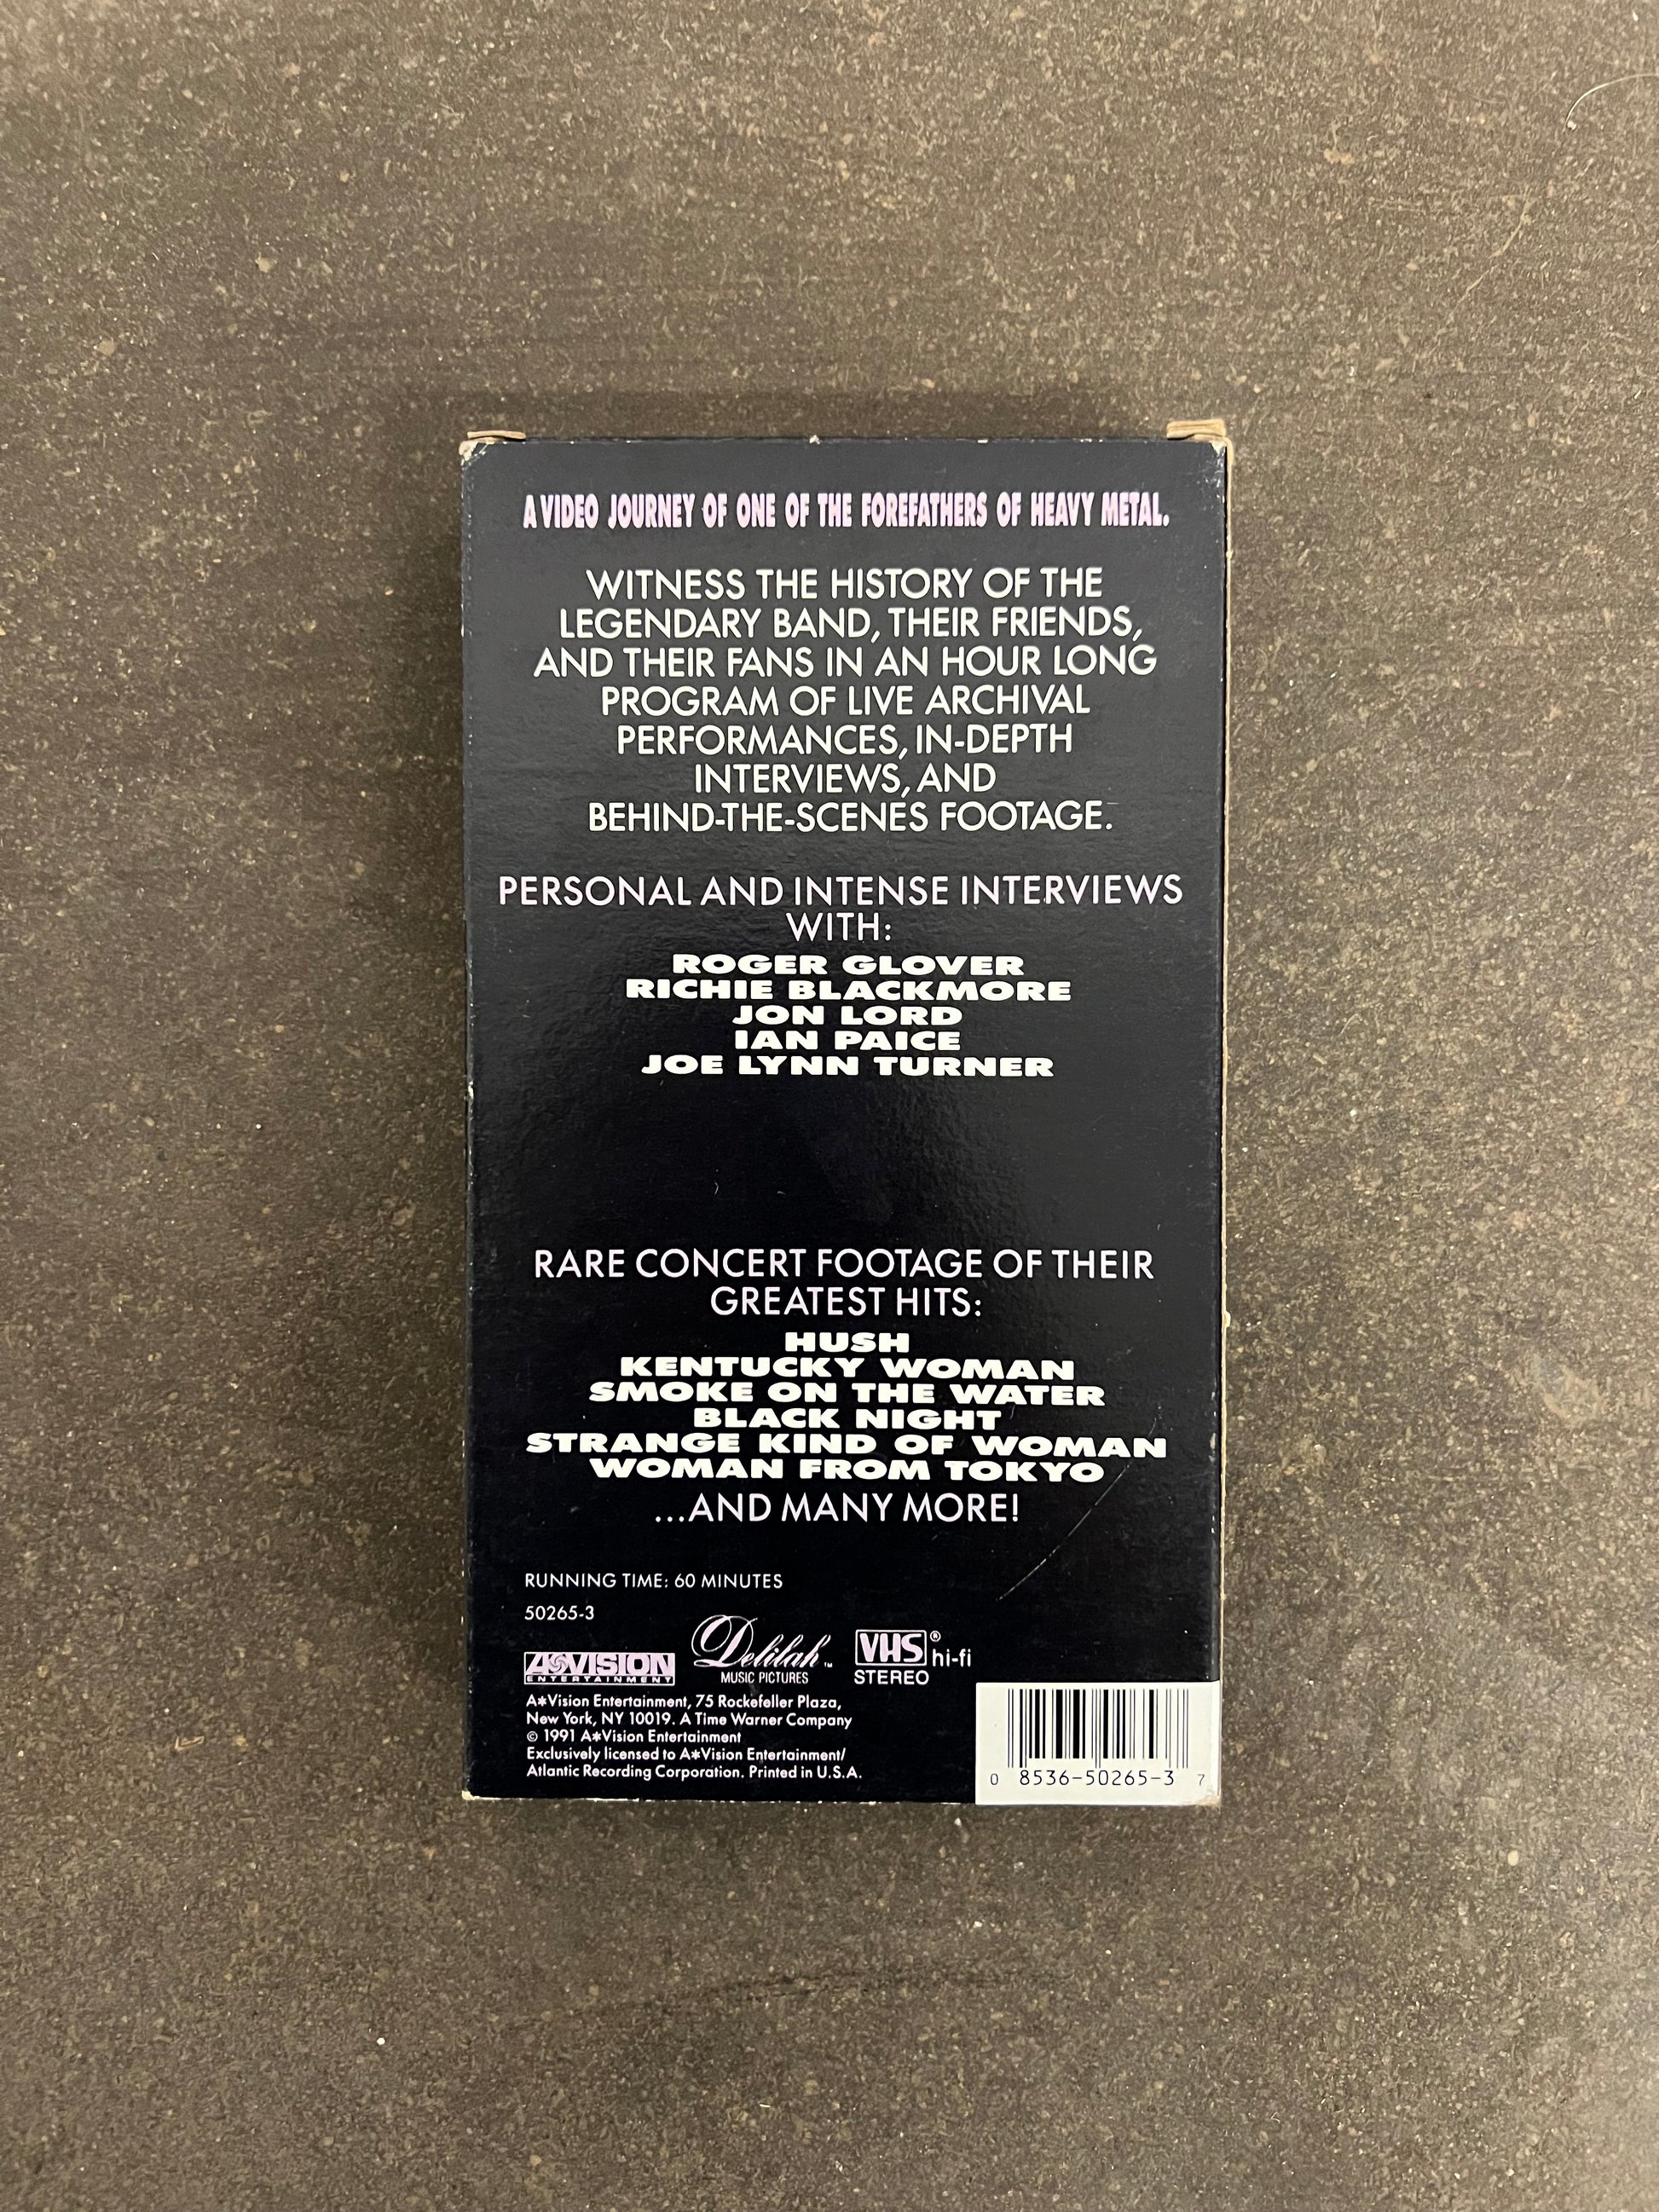 A VIDEO JOURNEY OF ONE OF THE FOREFATHERS OF HEAVY METAL.
WITNESS THE HISTORY OF THE
LEGENDARY BAND, THEIR FRIENDS,
AND THEIR FANS IN AN HOUR LONG
PROGRAM OF LIVE ARCHIVAL
PERFORMANCES, IN-DEPTH
INTERVIEWS, AND
BEHIND-THE-SCENES FOOTAGE.
PERSONAL AND INTENSE INTERVIEWS
WITH:
ROGER GLOVER
RICHIE BLACKMORE
JON LORD
IAN PAICE
JOE LYNN TURNER
RARE CONCERT FOOTAGE OF THEIR
GREATEST HITS:
HUSH
KENTUCKY WOMAN
SMOKE ON THE WATER
BLACK NIGHT
STRANGE KIND OF WOMAN
WOMAN FROM TOKYO
...AND MANY MORE!
RUNNING TIME: 60 MINUTES
50265-3
A*VISION
ENTERTAINMENT
Delilah™
MUSIC PICTURES
VHS® hi-fi
STEREO
A*Vision Entertainment, 75 Rockefeller Plaza,
New York, NY 10019. A Time Warner Company
© 1991 A*Vision Entertainment
Exclusively licensed to A*Vision Entertainment/
Atlantic Recording Corporation. Printed in U.S.A.
0 8536-50265-3 7